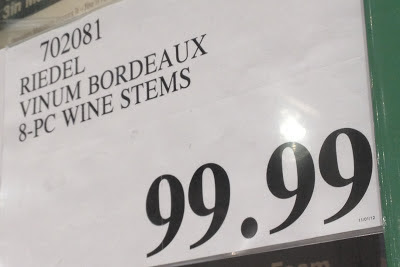 702081
RIEDEL
VINUM BORDEAUX
8-PC WINE STEMS
99.99